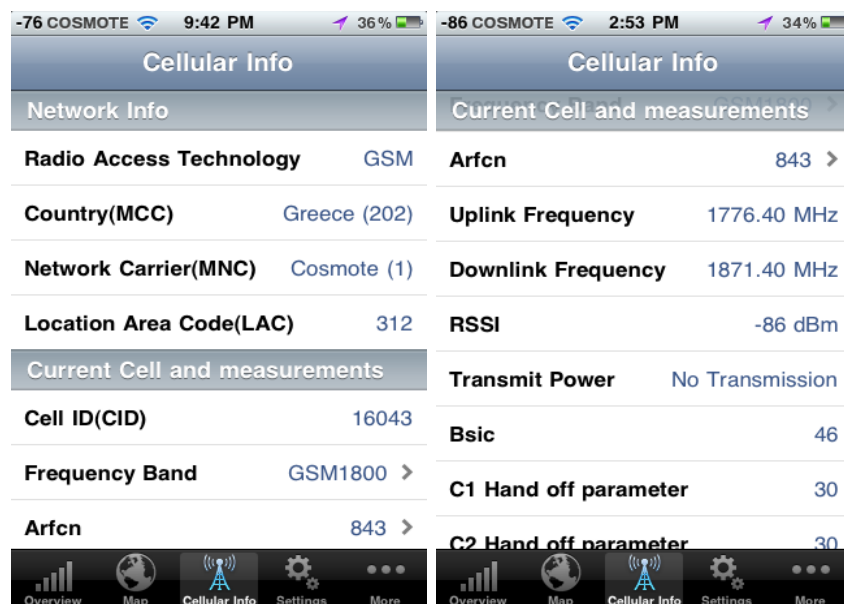 -76 COSMOTE 9:42 PM 36%
Cellular Info
Network Info
Radio Access Technology GSM
Country(MCC) Greece (202)
Network Carrier(MNC) Cosmote (1)
Location Area Code(LAC) 312
Current Cell and measurements
Cell ID(CID) 16043
Frequency Band GSM1800
Arfcn 843
Overview Map Cellular Info Settings More
-86 COSMOTE 2:53 PM 34%
Cellular Info
Frequency Band GSM1800
Current Cell and measurements
Arfcn 843
Uplink Frequency 1776.40 MHz
Downlink Frequency 1871.40 MHz
RSSI -86 dBm
Transmit Power No Transmission
Bsic 46
C1 Hand off parameter 30
C2 Hand off parameter 30
Overview Map Cellular Info Settings More